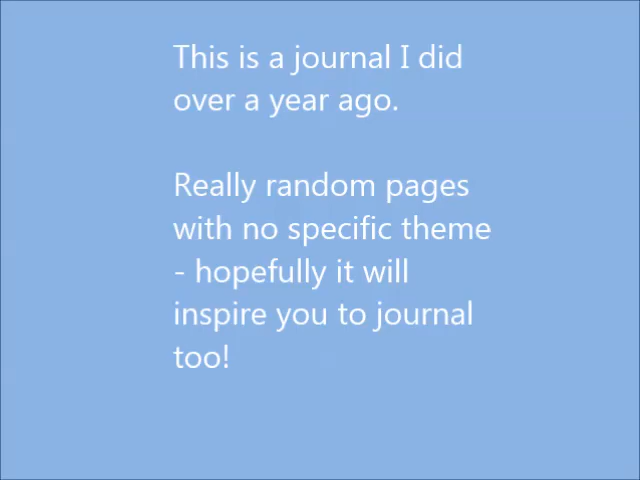 This is a journal I did
over a year ago.
Really random pages
with no specific theme
- hopefully it will
inspire you to journal
too!